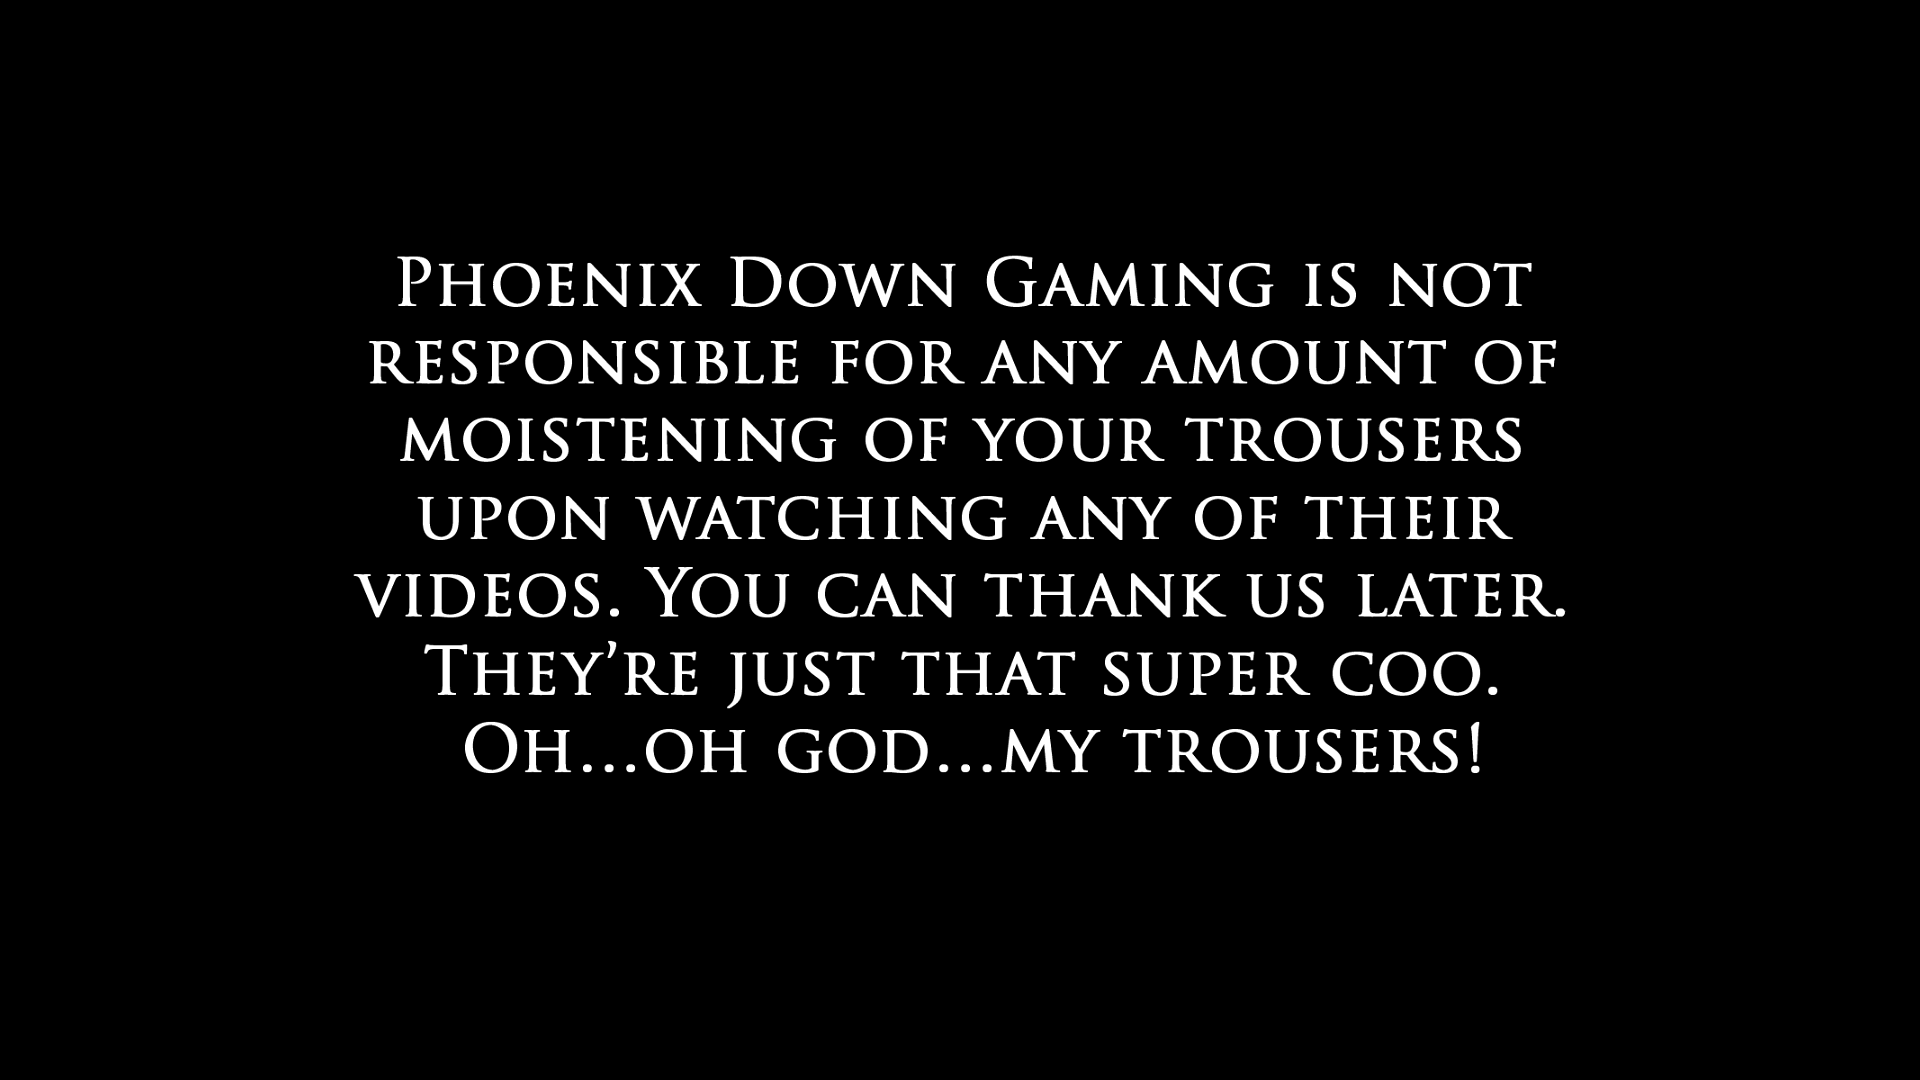 Phoenix Down Gaming is not
responsible for any amount of
moistening of your trousers
upon watching any of their
videos. You can thank us later.
They’re just that super coo.
Oh...oh god...my trousers!